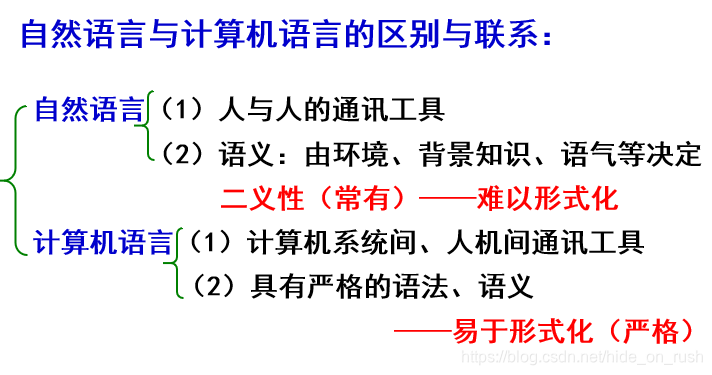 自然语言与计算机语言的区别与联系：
自然语言（1）人与人的通讯工具
（2）语义：由环境、背景知识、语气等决定
二义性（常有）——难以形式化
计算机语言（1）计算机系统间、人机间通讯工具
（2）具有严格的语法、语义
——易于形式化（严格）
https://blog.csdn.net/hide_on_rush